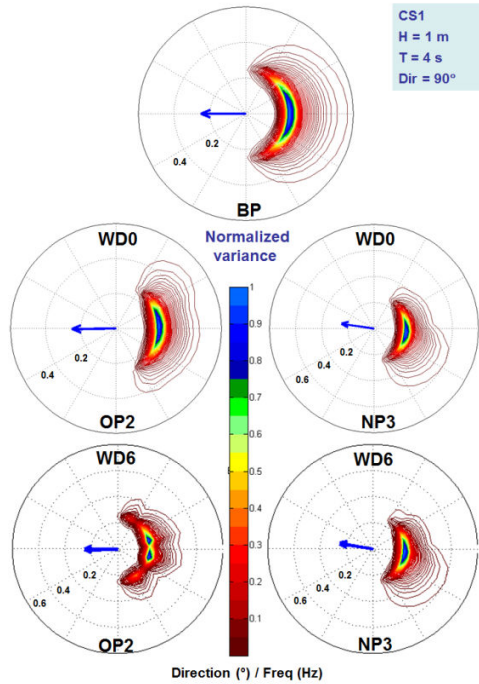 CS1
H = 1 m
T = 4 s
Dir = 90°
0.4
0.2
BP
WD0
Normalized
variance
WD0
0.4
0.2
0.6
0.4
0.2
OP2
NP3
1
0.9
0.8
0.7
0.6
0.5
0.4
0.3
0.2
0.1
WD6
WD6
0.6
0.4
0.2
0.6
0.4
0.2
OP2
NP3
Direction (°) / Freq (Hz)